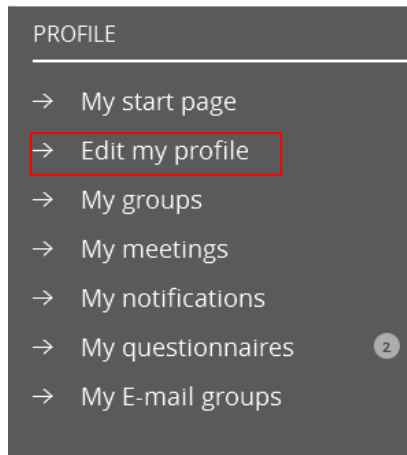 PROFILE
→ My start page
→ Edit my profile
→ My groups
→ My meetings
→ My notifications
→ My questionnaires 2
→ My E-mail groups